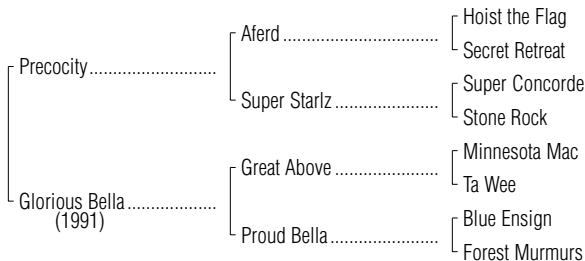 Hoist the Flag
Aferd
Secret Retreat
Precocity
Super Concorde
Super Starlz
Stone Rock
Minnesota Mac
Great Above
Ta Wee
Glorious Bella
(1991)
Blue Ensign
Proud Bella
Forest Murmurs